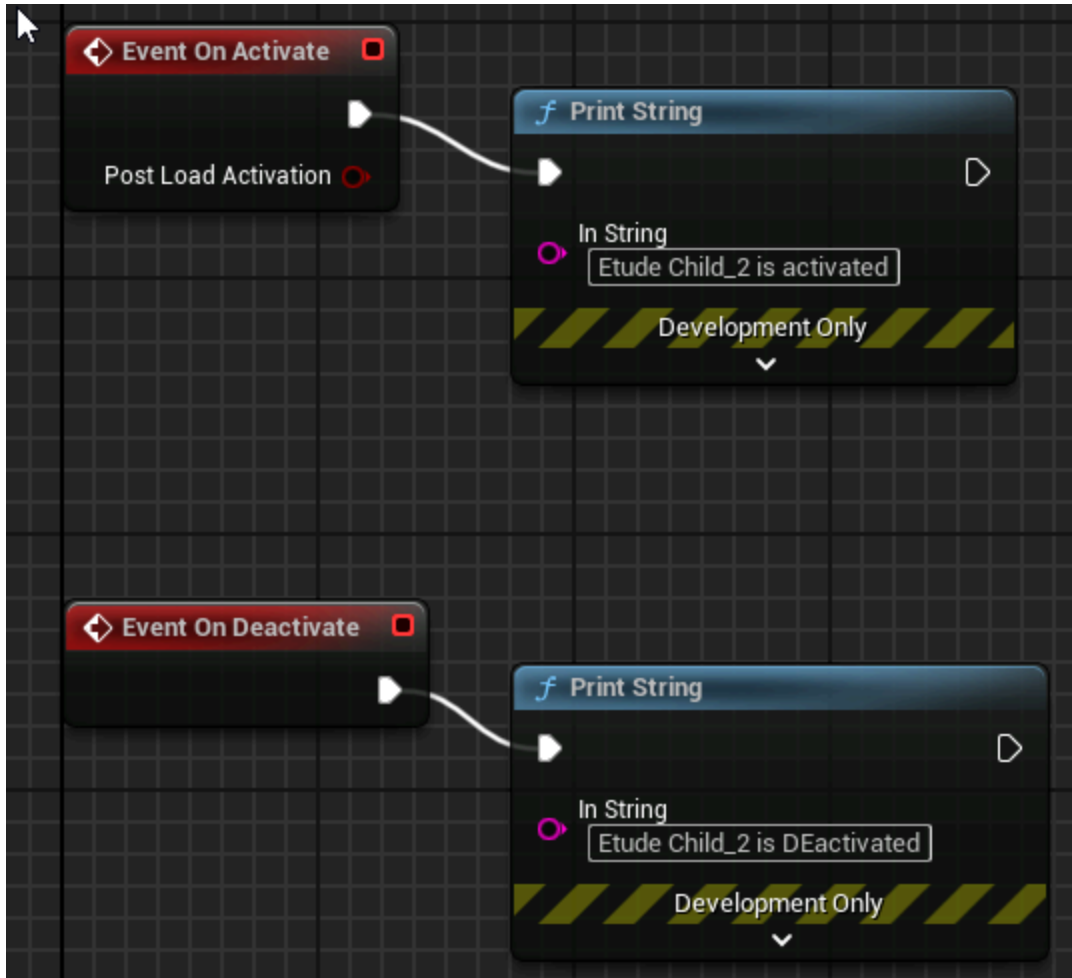 Event On Activate
Post Load Activation
Print String
In String
Etude Child_2 is activated
Development Only
Event On Deactivate
Print String
In String
Etude Child_2 is DEactivated
Development Only